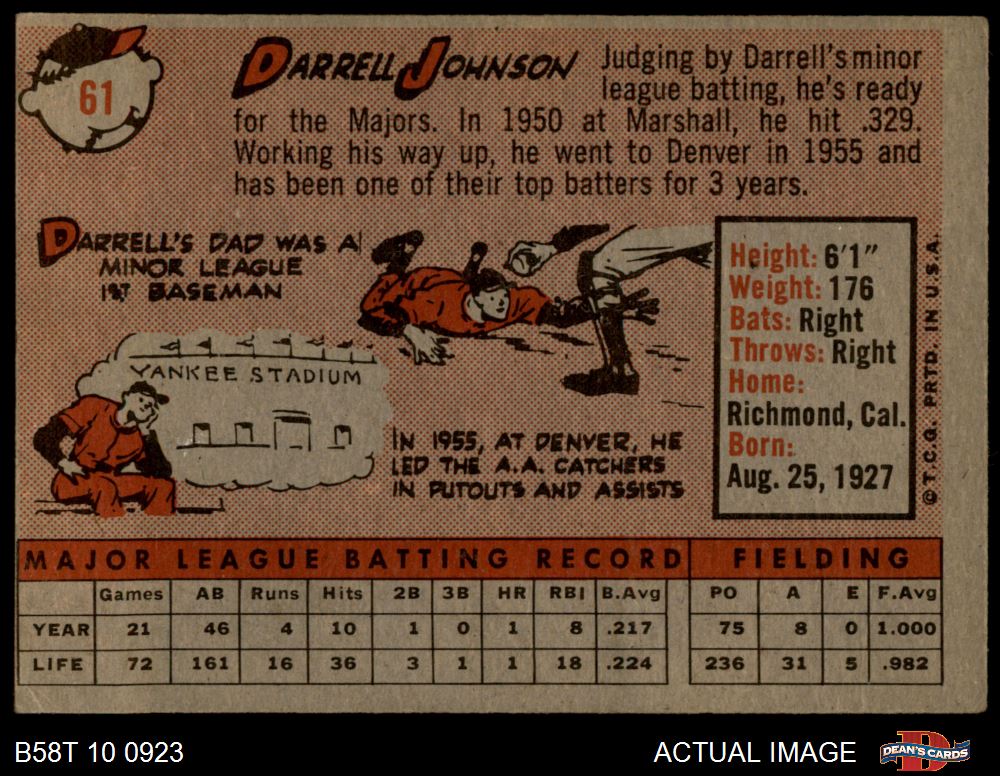 61
DARRELL JOHNSON
Judging by Darrell's minor
league batting, he's ready
for the Majors. In 1950 at Marshall, he hit .329.
Working his way up, he went to Denver in 1955 and
has been one of their top batters for 3 years.
DARRELL'S DAD WAS A
MINOR LEAGUE
1ST BASEMAN
YANKEE STADIUM
IN 1955, AT DENVER, HE
LED THE A.A. CATCHERS
IN PUTOUTS AND ASSISTS
Height: 6'1"
Weight: 176
Bats: Right
Throws: Right
Home:
Richmond, Cal.
Born:
Aug. 25, 1927
©T.C.G. PRTD. IN U.S.A.
MAJOR LEAGUE BATTING RECORD FIELDING
Games AB Runs Hits 2B 3B HR RBI B.Avg PO A E F.Avg
YEAR 21 46 4 10 1 0 1 8 .217 75 8 0 1.000
LIFE 72 161 16 36 3 1 1 18 .224 236 31 5 .982
B58T 10 0923
ACTUAL IMAGE
D
DEAN'S CARDS